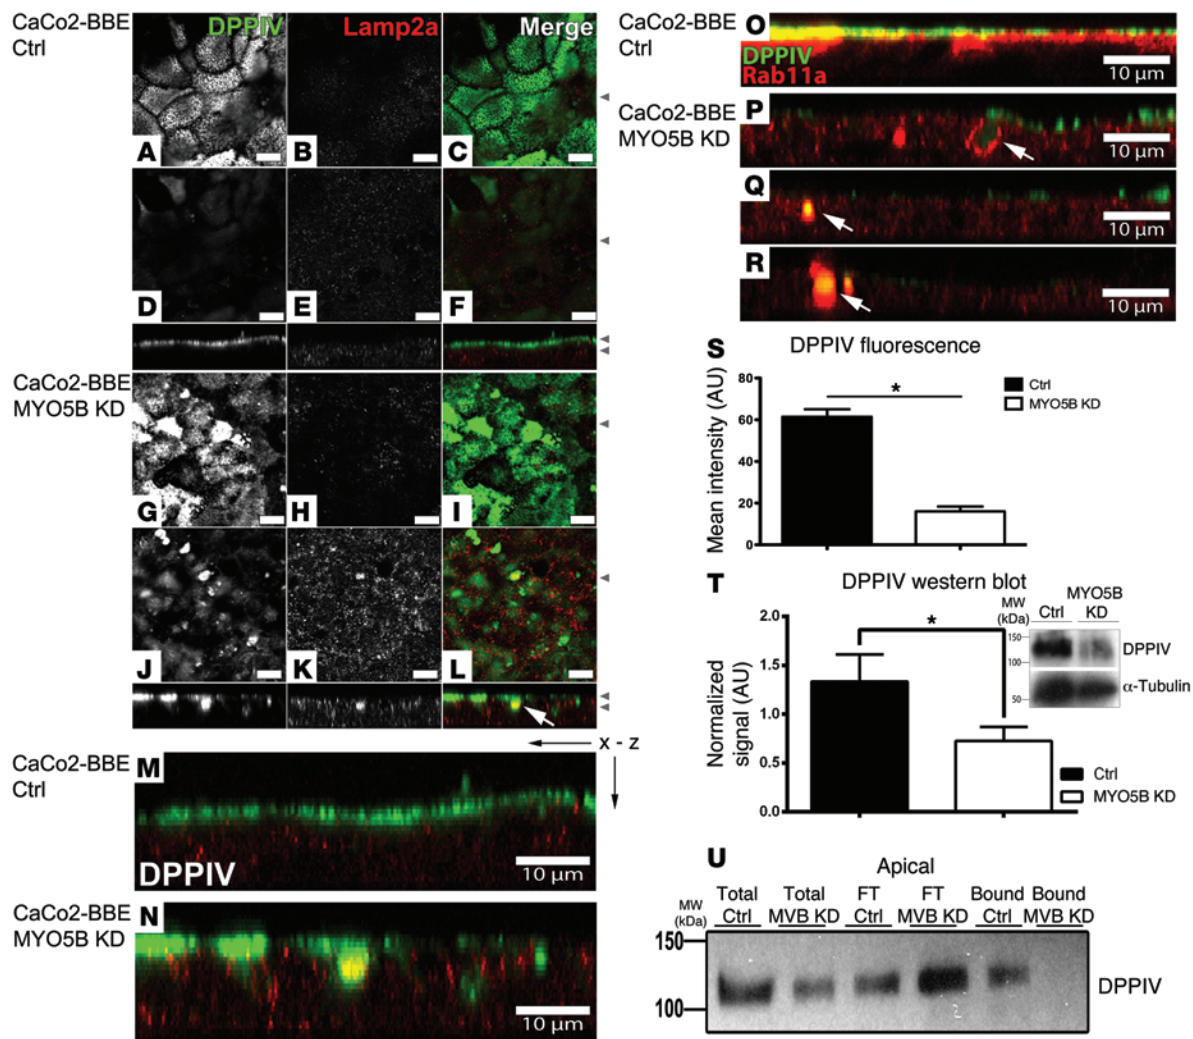 CaCo2-BBE
Ctrl
DPPIV
Lamp2a
Merge
A
B
C
D
E
F
CaCo2-BBE
MYO5B KD
G
H
I
J
K
L
x - z
CaCo2-BBE
Ctrl
M
DPPIV
10 µm
CaCo2-BBE
MYO5B KD
N
10 µm
CaCo2-BBE
Ctrl
O
DPPIV
Rab11a
10 µm
CaCo2-BBE
MYO5B KD
P
10 µm
Q
10 µm
R
10 µm
S
DPPIV fluorescence
Mean intensity (AU)
80
60
40
20
0
*
Ctrl
MYO5B KD
T
DPPIV western blot
Normalized
signal (AU)
2.0
1.5
1.0
0.5
0.0
*
MW
(kDa)
Ctrl
MYO5B
KD
150
100
50
DPPIV
α-Tubulin
Ctrl
MYO5B KD
U
Apical
MW
(kDa)
Total
Ctrl
Total
MVB KD
FT
Ctrl
FT
MVB KD
Bound
Ctrl
Bound
MVB KD
150
100
DPPIV